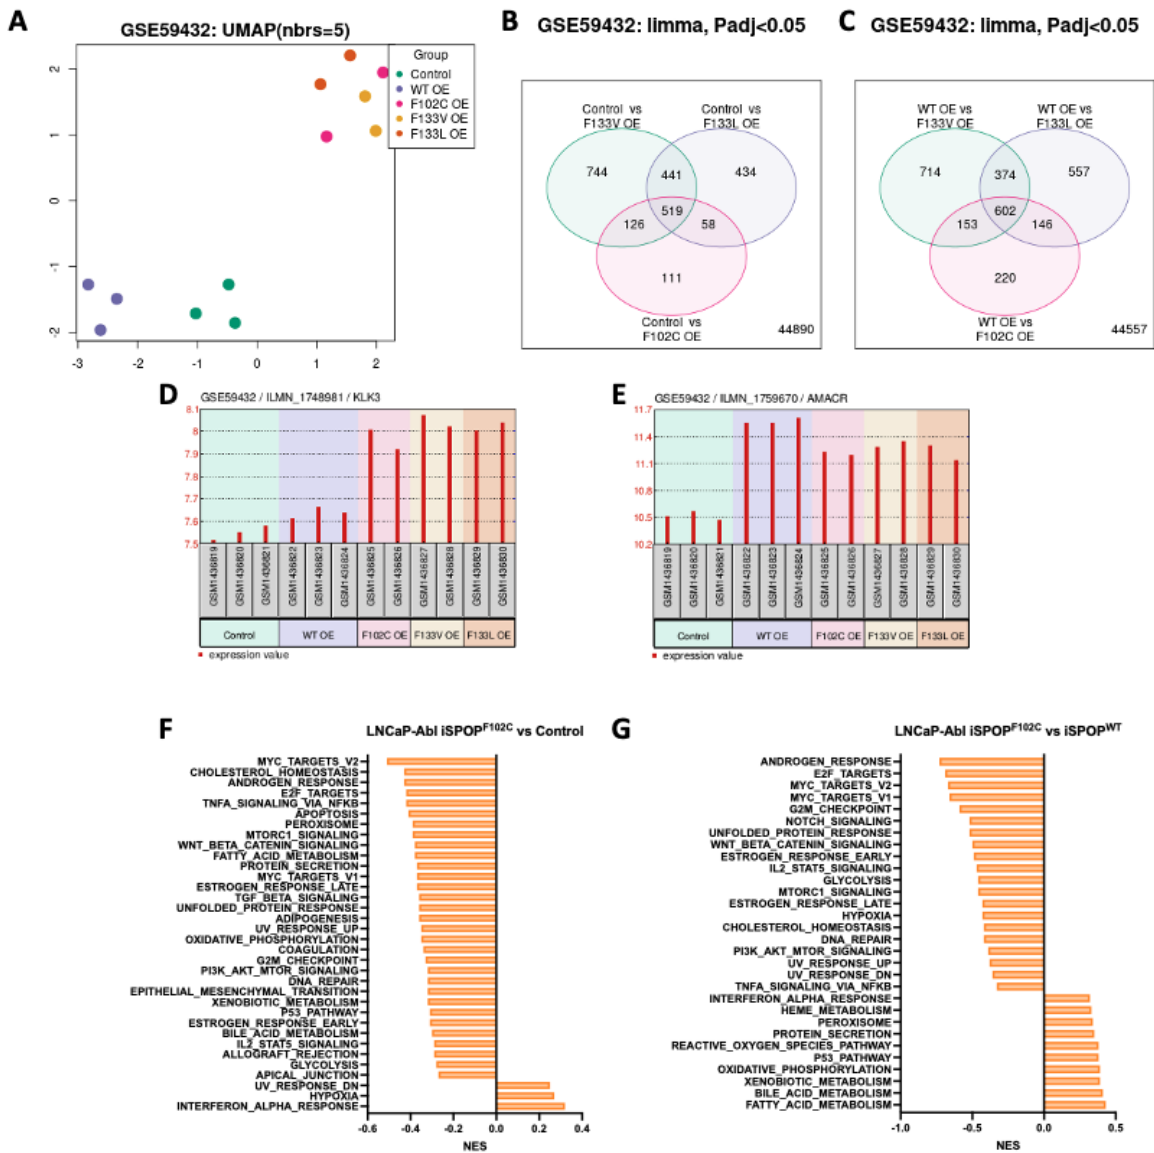 A
GSE59432: UMAP(nbrs=5)
2
1
0
-1
-2
-3
-2
-1
0
1
2
Group
Control
WT OE
F102C OE
F133V OE
F133L OE
B
GSE59432: limma, Padj<0.05
Control vs
F133V OE
Control vs
F133L OE
744
441
434
519
126
58
111
Control vs
F102C OE
44890
C
GSE59432: limma, Padj<0.05
WT OE vs
F133V OE
WT OE vs
F133L OE
714
374
557
602
153
146
220
WT OE vs
F102C OE
44557
D
GSE59432 / ILMN_1748981 / KLK3
8.1
8
7.9
7.8
7.7
7.6
7.5
GSM1436819
GSM1436820
GSM1436821
GSM1436822
GSM1436823
GSM1436824
GSM1436825
GSM1436826
GSM1436827
GSM1436828
GSM1436829
GSM1436830
Control
WT OE
F102C OE
F133V OE
F133L OE
expression value
E
GSE59432 / ILMN_1759670 / AMACR
11.7
11.4
11.1
10.8
10.5
10.2
GSM1436819
GSM1436820
GSM1436821
GSM1436822
GSM1436823
GSM1436824
GSM1436825
GSM1436826
GSM1436827
GSM1436828
GSM1436829
GSM1436830
Control
WT OE
F102C OE
F133V OE
F133L OE
expression value
F
LNCaP-Abl iSPOPF102C vs Control
MYC_TARGETS_V2
CHOLESTEROL_HOMEOSTASIS
ANDROGEN_RESPONSE
E2F_TARGETS
TNFA_SIGNALING_VIA_NFKB
APOPTOSIS
PEROXISOME
MTORC1_SIGNALING
WNT_BETA_CATENIN_SIGNALING
FATTY_ACID_METABOLISM
PROTEIN_SECRETION
MYC_TARGETS_V1
ESTROGEN_RESPONSE_LATE
TGF_BETA_SIGNALING
UNFOLDED_PROTEIN_RESPONSE
ADIPOGENESIS
UV_RESPONSE_UP
OXIDATIVE_PHOSPHORYLATION
COAGULATION
G2M_CHECKPOINT
PI3K_AKT_MTOR_SIGNALING
DNA_REPAIR
EPITHELIAL_MESENCHYMAL_TRANSITION
XENOBIOTIC_METABOLISM
P53_PATHWAY
ESTROGEN_RESPONSE_EARLY
BILE_ACID_METABOLISM
IL2_STAT5_SIGNALING
ALLOGRAFT_REJECTION
GLYCOLYSIS
APICAL_JUNCTION
UV_RESPONSE_DN
HYPOXIA
INTERFERON_ALPHA_RESPONSE
-0.6
-0.4
-0.2
0.0
0.2
0.4
NES
G
LNCaP-Abl iSPOPF102C vs iSPOPWT
ANDROGEN_RESPONSE
E2F_TARGETS
MYC_TARGETS_V2
MYC_TARGETS_V1
G2M_CHECKPOINT
NOTCH_SIGNALING
UNFOLDED_PROTEIN_RESPONSE
WNT_BETA_CATENIN_SIGNALING
ESTROGEN_RESPONSE_EARLY
IL2_STAT5_SIGNALING
GLYCOLYSIS
MTORC1_SIGNALING
ESTROGEN_RESPONSE_LATE
HYPOXIA
CHOLESTEROL_HOMEOSTASIS
DNA_REPAIR
PI3K_AKT_MTOR_SIGNALING
UV_RESPONSE_UP
UV_RESPONSE_DN
TNFA_SIGNALING_VIA_NFKB
INTERFERON_ALPHA_RESPONSE
HEME_METABOLISM
PEROXISOME
PROTEIN_SECRETION
REACTIVE_OXYGEN_SPECIES_PATHWAY
P53_PATHWAY
OXIDATIVE_PHOSPHORYLATION
XENOBIOTIC_METABOLISM
BILE_ACID_METABOLISM
FATTY_ACID_METABOLISM
-1.0
-0.5
0.0
0.5
NES